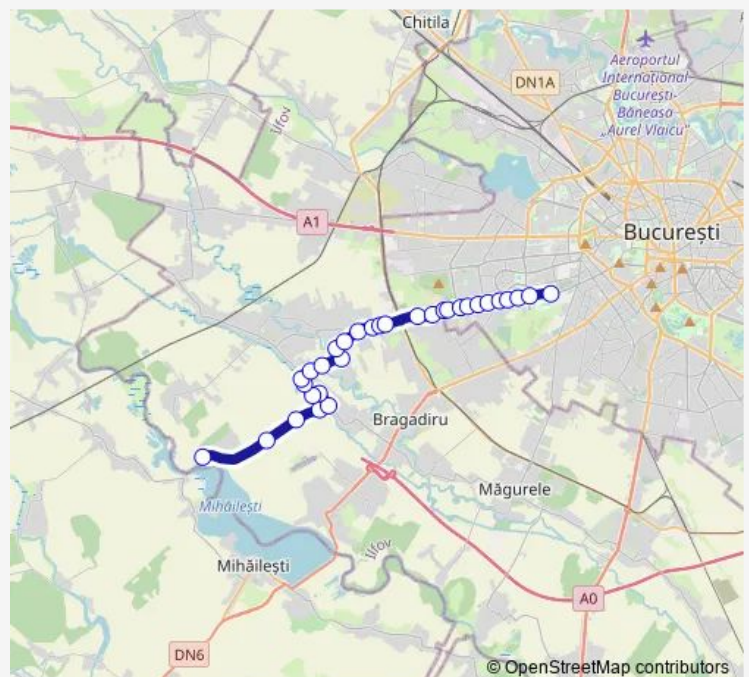 Chitila
DN1A
Aeroportul
Internațional
București-
Băneasa
„Aurel Vlaicu”
Ilfov
A1
București
Bragadiru
Mihăilești
Măgurele
Ilfov
Mihăilești
A0
DN6
© OpenStreetMap contributors